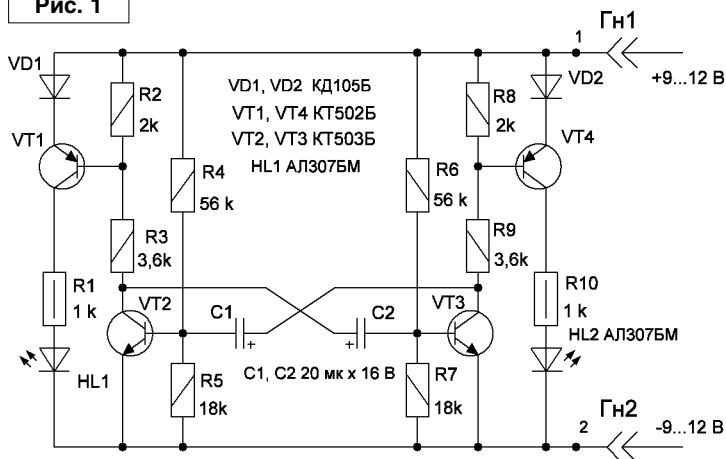 Рис. 1
Гн1
1
+9...12 В
VD1
VD2
R2
2k
VD1, VD2 КД105Б
VT1, VT4 КТ502Б
VT2, VT3 КТ503Б
HL1 АЛ307БМ
R8
2k
VT1
VT4
R4
56 k
R6
56 k
R3
3,6k
R9
3,6k
R1
1 k
VT2
C1
C2
VT3
R10
1 k
+
+
HL1
R5
18k
C1, C2 20 мк x 16 В
R7
18k
HL2 АЛ307БМ
Гн2
2
-9...12 В